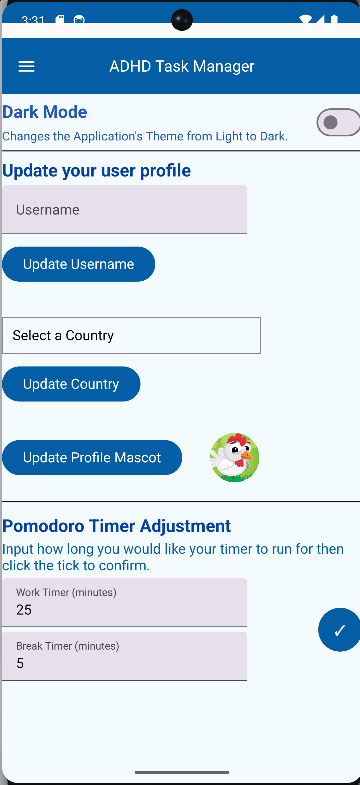 3:31
ADHD Task Manager
Dark Mode
Changes the Application's Theme from Light to Dark.
Update your user profile
Username
Update Username
Select a Country
Update Country
Update Profile Mascot
Pomodoro Timer Adjustment
Input how long you would like your timer to run for then
click the tick to confirm.
Work Timer (minutes)
25
Break Timer (minutes)
5